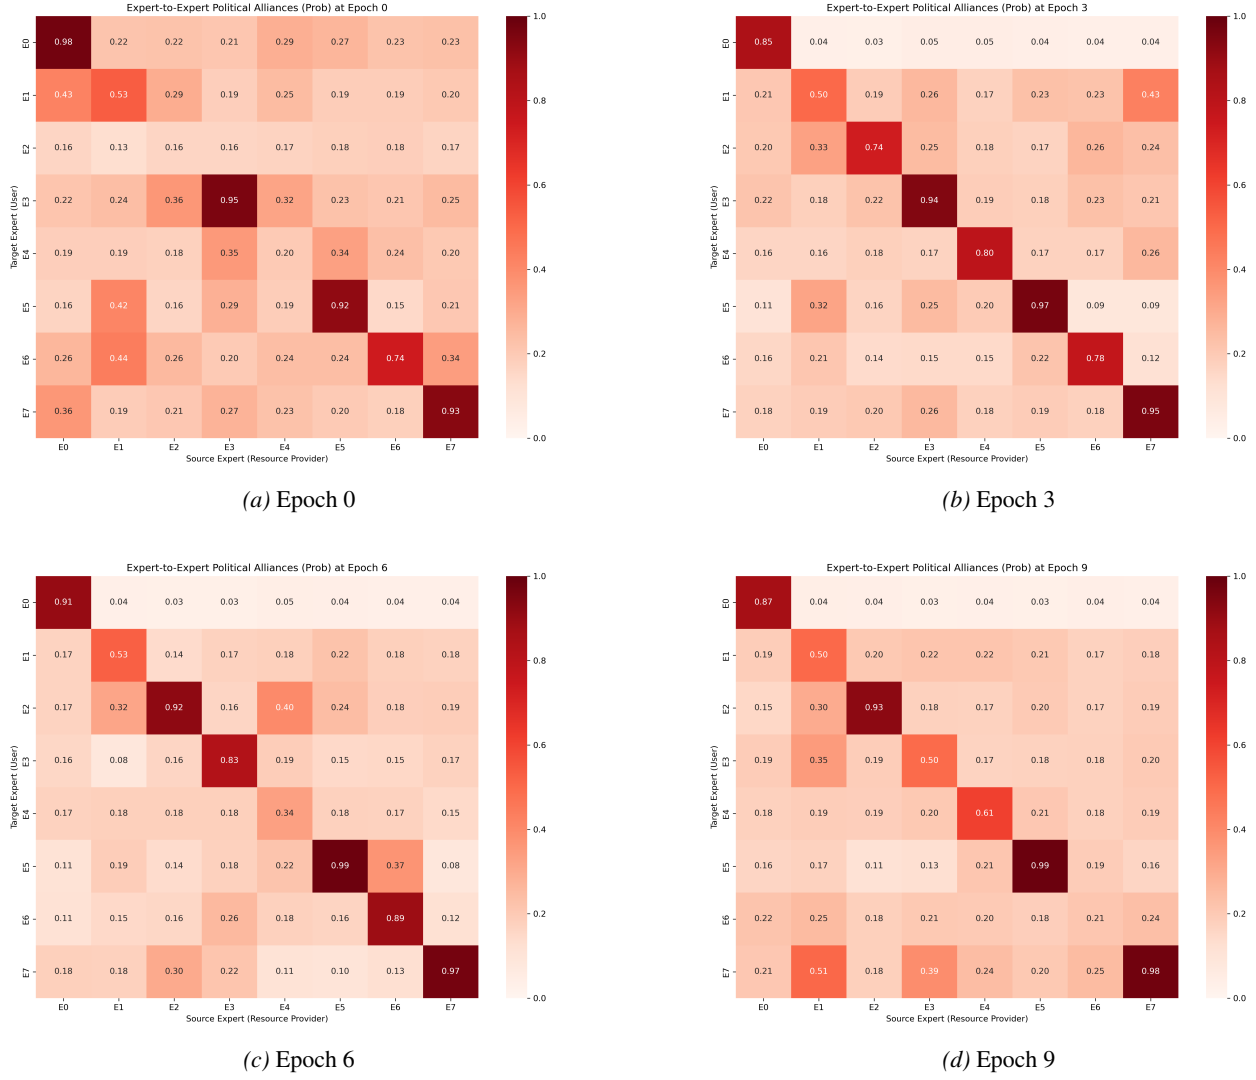 Expert-to-Expert Political Alliances (Prob) at Epoch 0
E0 0.98 0.22 0.22 0.21 0.29 0.27 0.23 0.23
E1 0.43 0.53 0.29 0.19 0.25 0.19 0.19 0.20
E2 0.16 0.13 0.16 0.16 0.17 0.18 0.18 0.17
E3 0.22 0.24 0.36 0.95 0.32 0.23 0.21 0.25
E4 0.19 0.19 0.18 0.35 0.20 0.34 0.24 0.20
E5 0.16 0.42 0.16 0.29 0.19 0.92 0.15 0.21
E6 0.26 0.44 0.26 0.20 0.24 0.24 0.74 0.34
E7 0.36 0.19 0.21 0.27 0.23 0.20 0.18 0.93
E0 E1 E2 E3 E4 E5 E6 E7
Target Expert (User)
Source Expert (Resource Provider)
1.0
0.8
0.6
0.4
0.2
0.0
(a) Epoch 0
Expert-to-Expert Political Alliances (Prob) at Epoch 3
E0 0.85 0.04 0.03 0.05 0.05 0.04 0.04 0.04
E1 0.21 0.50 0.19 0.26 0.17 0.23 0.23 0.43
E2 0.20 0.33 0.74 0.25 0.18 0.17 0.26 0.24
E3 0.22 0.18 0.22 0.94 0.19 0.18 0.23 0.21
E4 0.16 0.16 0.18 0.17 0.80 0.17 0.17 0.26
E5 0.11 0.32 0.16 0.25 0.20 0.97 0.09 0.09
E6 0.16 0.21 0.14 0.15 0.15 0.22 0.78 0.12
E7 0.18 0.19 0.20 0.26 0.18 0.19 0.18 0.95
E0 E1 E2 E3 E4 E5 E6 E7
Target Expert (User)
Source Expert (Resource Provider)
1.0
0.8
0.6
0.4
0.2
0.0
(b) Epoch 3
Expert-to-Expert Political Alliances (Prob) at Epoch 6
E0 0.91 0.04 0.03 0.03 0.05 0.04 0.04 0.04
E1 0.17 0.53 0.14 0.17 0.18 0.22 0.18 0.18
E2 0.17 0.32 0.92 0.16 0.40 0.24 0.18 0.19
E3 0.16 0.08 0.16 0.83 0.19 0.15 0.15 0.17
E4 0.17 0.18 0.18 0.18 0.34 0.18 0.17 0.15
E5 0.11 0.19 0.14 0.18 0.22 0.99 0.37 0.08
E6 0.11 0.15 0.16 0.26 0.18 0.16 0.89 0.12
E7 0.18 0.18 0.30 0.22 0.11 0.10 0.13 0.97
E0 E1 E2 E3 E4 E5 E6 E7
Target Expert (User)
Source Expert (Resource Provider)
1.0
0.8
0.6
0.4
0.2
0.0
(c) Epoch 6
Expert-to-Expert Political Alliances (Prob) at Epoch 9
E0 0.87 0.04 0.04 0.03 0.04 0.03 0.04 0.04
E1 0.19 0.50 0.20 0.22 0.22 0.21 0.17 0.18
E2 0.15 0.30 0.93 0.18 0.17 0.20 0.17 0.19
E3 0.19 0.35 0.19 0.50 0.17 0.18 0.18 0.20
E4 0.18 0.19 0.19 0.20 0.61 0.21 0.18 0.19
E5 0.16 0.17 0.11 0.13 0.21 0.99 0.19 0.16
E6 0.22 0.25 0.18 0.21 0.20 0.18 0.21 0.24
E7 0.21 0.51 0.18 0.39 0.24 0.20 0.25 0.98
E0 E1 E2 E3 E4 E5 E6 E7
Target Expert (User)
Source Expert (Resource Provider)
1.0
0.8
0.6
0.4
0.2
0.0
(d) Epoch 9